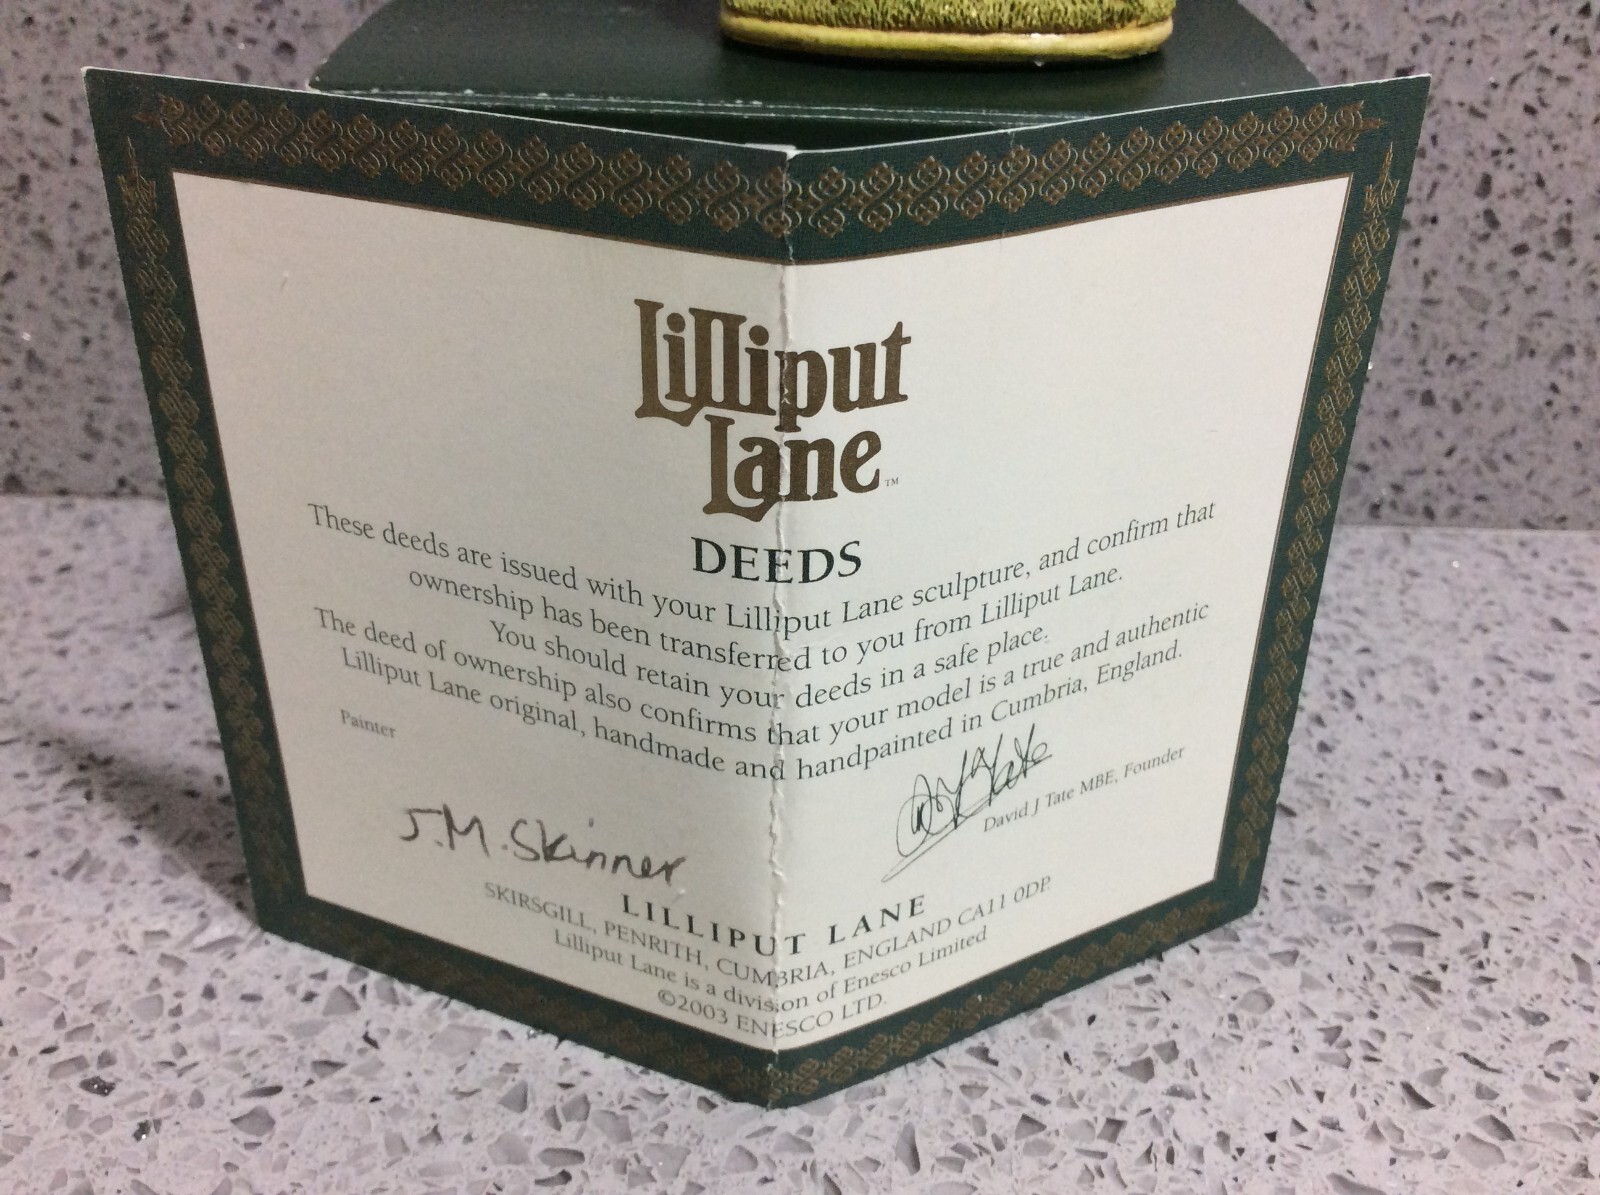 Lilliput
Lane™
DEEDS
These deeds are issued with your Lilliput Lane sculpture, and confirm that
ownership has been transferred to you from Lilliput Lane.
You should retain your deeds in a safe place.
The deed of ownership also confirms that your model is a true and authentic
Lilliput Lane original, handmade and handpainted in Cumbria, England.
Painter
J.M.Skinner
David J Tate MBE, Founder
LILLIPUT LANE
SKIRSGILL, PENRITH, CUMBRIA, ENGLAND CA11 0DP.
Lilliput Lane is a division of Enesco Limited
©2003 ENESCO LTD.